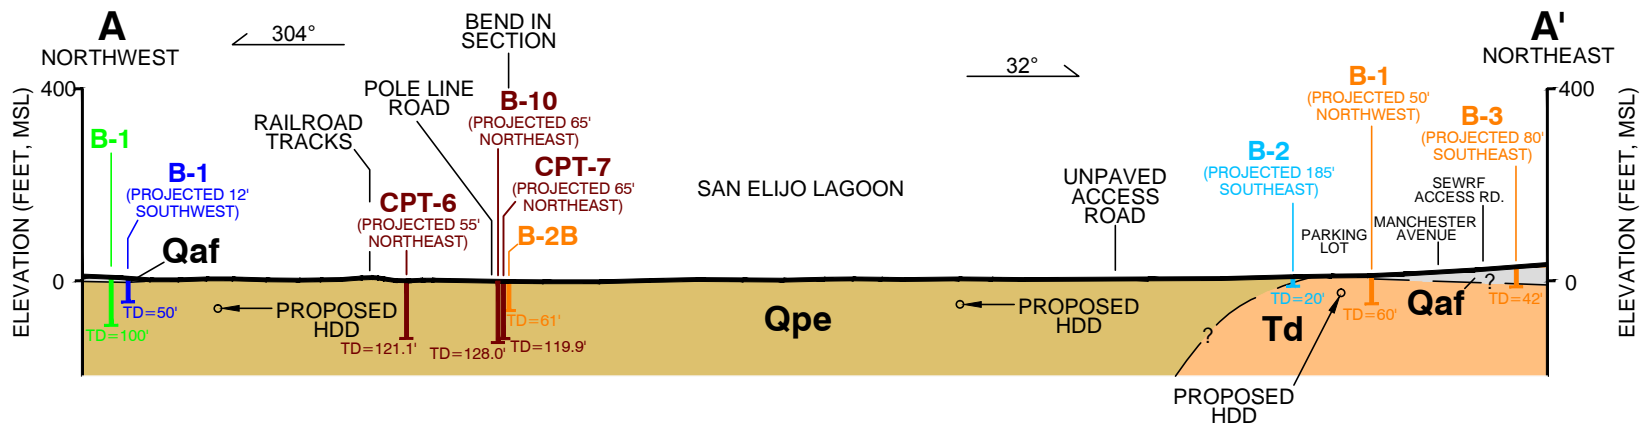 A
NORTHWEST
304°
BEND IN
SECTION
32°
A'
NORTHEAST
ELEVATION (FEET, MSL)
400
0
B-1
B-1
(PROJECTED 12'
SOUTHWEST)
Qaf
RAILROAD
TRACKS
POLE LINE
ROAD
B-10
(PROJECTED 65'
NORTHEAST)
CPT-7
(PROJECTED 65'
NORTHEAST)
CPT-6
(PROJECTED 55'
NORTHEAST)
B-2B
SAN ELIJO LAGOON
UNPAVED
ACCESS
ROAD
B-2
(PROJECTED 185'
SOUTHEAST)
B-1
(PROJECTED 50'
NORTHWEST)
B-3
(PROJECTED 80'
SOUTHEAST)
SEWRF
ACCESS RD.
MANCHESTER
AVENUE
PARKING
LOT
400
0
ELEVATION (FEET, MSL)
TD=100'
TD=50'
PROPOSED
HDD
TD=121.1'
TD=128.0'
TD=119.9'
TD=61'
Qpe
PROPOSED
HDD
?
Td
TD=20'
TD=60'
Qaf
?
TD=42'
PROPOSED
HDD